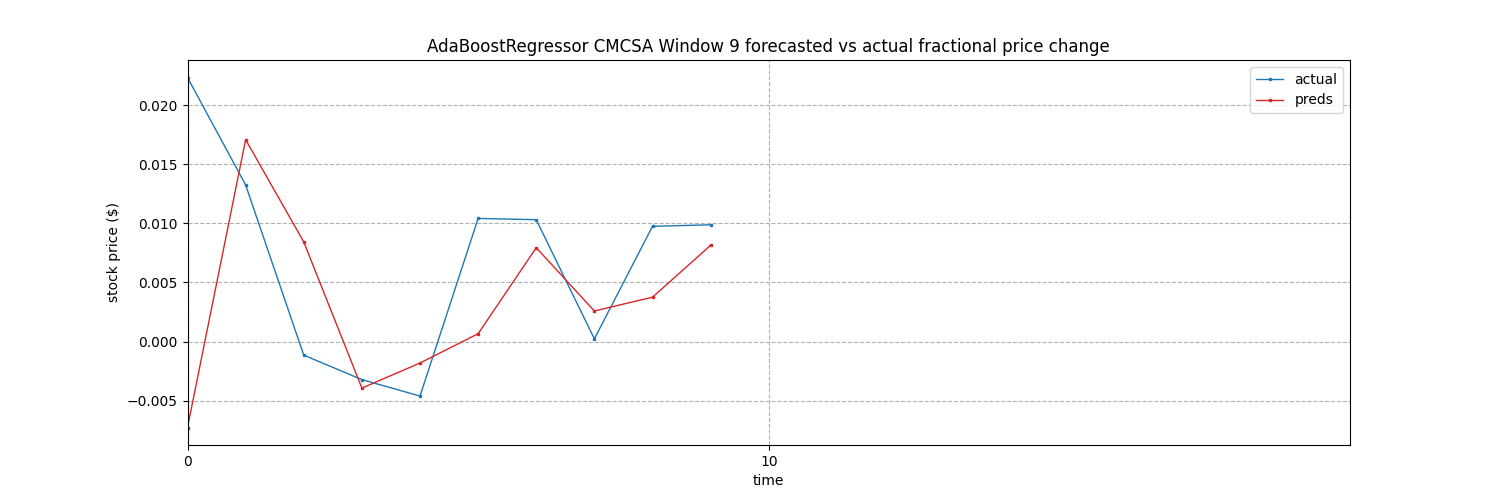 AdaBoostRegressor CMCSA Window 9 forecasted vs actual fractional price change
actual
preds
0.020
0.015
0.010
0.005
0.000
−0.005
stock price ($)
0
10
time